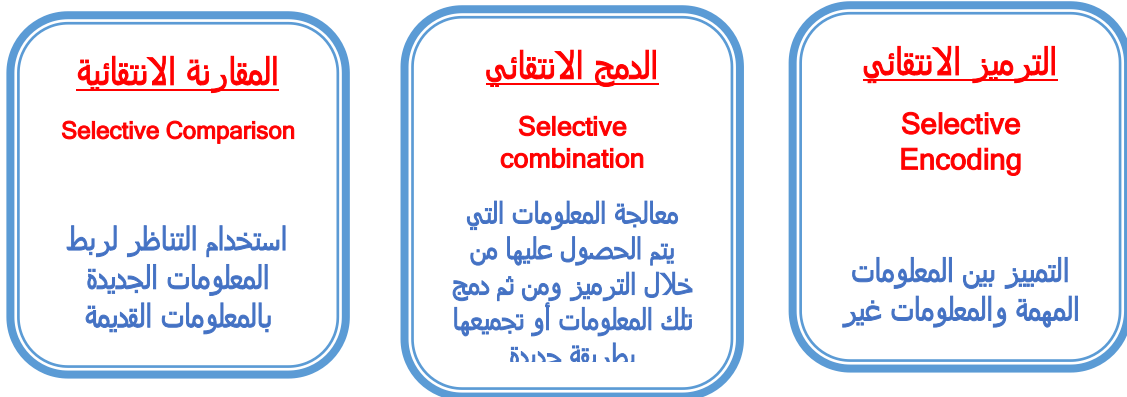 الترميز الانتقائي
Selective
Encoding
التمييز بين المعلومات
المهمة والمعلومات غير
الدمج الانتقائي
Selective
combination
معالجة المعلومات التي
يتم الحصول عليها من
خلال الترميز ومن ثم دمج
تلك المعلومات أو تجميعها
بطريقة جديدة
المقارنة الانتقائية
Selective Comparison
استخدام التناظر لربط
المعلومات الجديدة
بالمعلومات القديمة